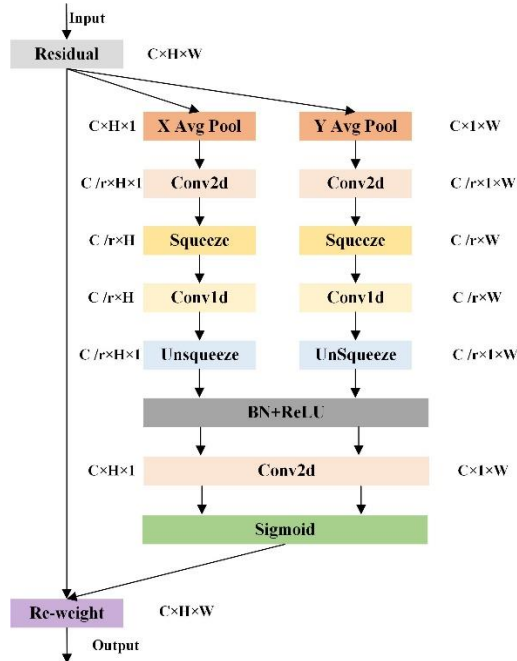 Input
Residual C×H×W
C×H×1 X Avg Pool Y Avg Pool C×1×W
C /r×H×1 Conv2d Conv2d C /r×1×W
C /r×H Squeeze Squeeze C /r×W
C /r×H Conv1d Conv1d C /r×W
C /r×H×1 Unsqueeze UnSqueeze C /r×1×W
BN+ReLU
C×H×1 Conv2d C×1×W
Sigmoid
Re-weight C×H×W
Output